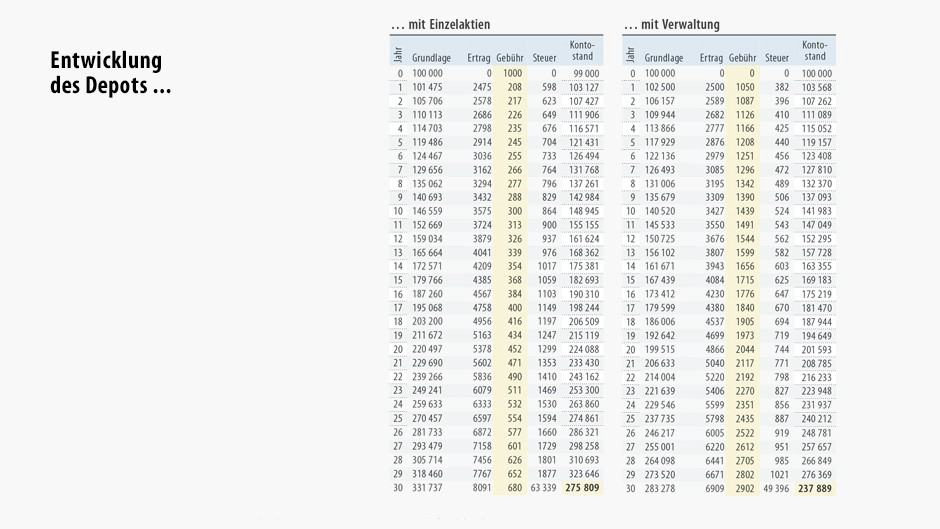 Entwicklung
des Depots ...
... mit Einzelaktien
Jahr Grundlage Ertrag Gebühr Steuer Konto-
stand
0 100 000 0 1000 0 99 000
1 101 475 2475 208 598 103 127
2 105 706 2578 217 623 107 427
3 110 113 2686 226 649 111 906
4 114 703 2798 235 676 116 571
5 119 486 2914 245 704 121 431
6 124 467 3036 255 733 126 494
7 129 656 3162 266 764 131 768
8 135 062 3294 277 796 137 261
9 140 693 3432 288 829 142 984
10 146 559 3575 300 864 148 945
11 152 669 3724 313 900 155 155
12 159 034 3879 326 937 161 624
13 165 664 4041 339 976 168 362
14 172 571 4209 354 1017 175 381
15 179 766 4385 368 1059 182 693
16 187 260 4567 384 1103 190 310
17 195 068 4758 400 1149 198 244
18 203 200 4956 416 1197 206 509
19 211 672 5163 434 1247 215 119
20 220 497 5378 452 1299 224 088
21 229 690 5602 471 1353 233 430
22 239 266 5836 490 1410 243 162
23 249 241 6079 511 1469 253 300
24 259 633 6333 532 1530 263 860
25 270 457 6597 554 1594 274 861
26 281 733 6872 577 1660 286 321
27 293 479 7158 601 1729 298 258
28 305 714 7456 626 1801 310 693
29 318 460 7767 652 1877 323 646
30 331 737 8091 680 63 339 275 809
... mit Verwaltung
Jahr Grundlage Ertrag Gebühr Steuer Konto-
stand
0 100 000 0 0 0 100 000
1 102 500 2500 1050 382 103 568
2 106 157 2589 1087 396 107 262
3 109 944 2682 1126 410 111 089
4 113 866 2777 1166 425 115 052
5 117 929 2876 1208 440 119 157
6 122 136 2979 1251 456 123 408
7 126 493 3085 1296 472 127 810
8 131 006 3195 1342 489 132 370
9 135 679 3309 1390 506 137 093
10 140 520 3427 1439 524 141 983
11 145 533 3550 1491 543 147 049
12 150 725 3676 1544 562 152 295
13 156 102 3807 1599 582 157 728
14 161 671 3943 1656 603 163 355
15 167 439 4084 1715 625 169 183
16 173 412 4230 1776 647 175 219
17 179 599 4380 1840 670 181 470
18 186 006 4537 1905 694 187 944
19 192 642 4699 1973 719 194 649
20 199 515 4866 2044 744 201 593
21 206 633 5040 2117 771 208 785
22 214 004 5220 2192 798 216 233
23 221 639 5406 2270 827 223 948
24 229 546 5599 2351 856 231 937
25 237 735 5798 2435 887 240 212
26 246 217 6005 2522 919 248 781
27 255 001 6220 2612 951 257 657
28 264 098 6441 2705 985 266 849
29 273 520 6671 2802 1021 276 369
30 283 278 6909 2902 49 396 237 889